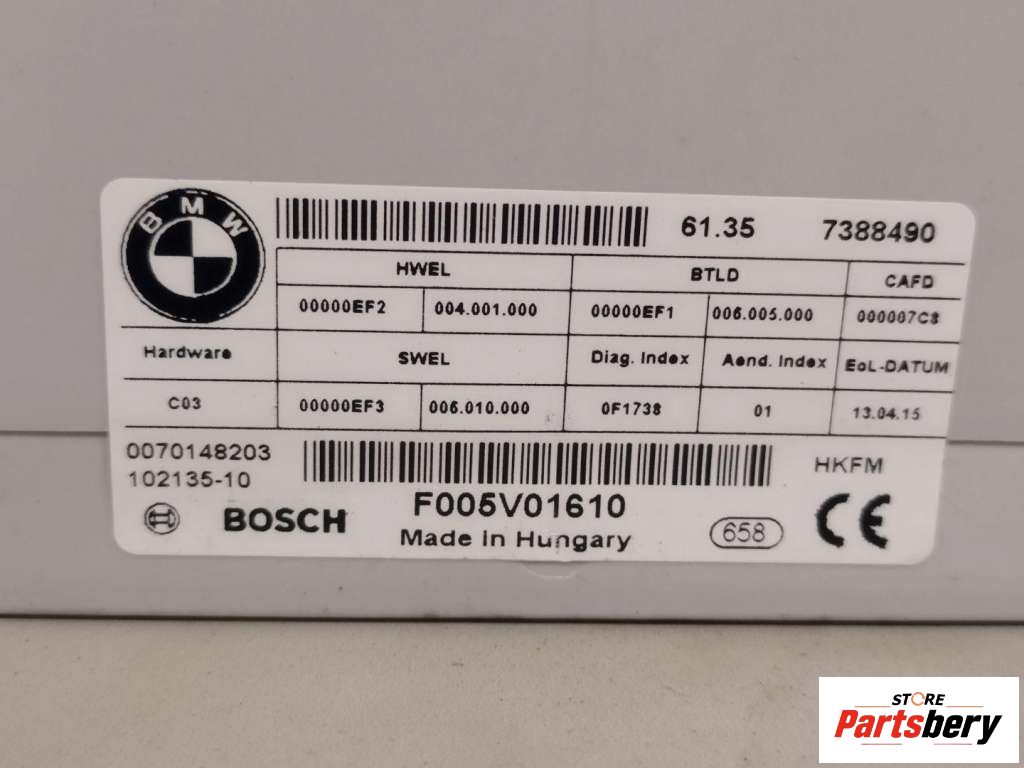 BMW
61.35 7388490
HWEL BTLD CAFD
00000EF2 004.001.000 00000EF1 006.005.000 000007C8
Hardware SWEL Diag. Index Aend. Index EoL-DATUM
C03 00000EF3 006.010.000 0F1738 01 13.04.15
0070148203
102135-10
HKFM
F005V01610
BOSCH
Made in Hungary
658
CE
STORE
Partsbery